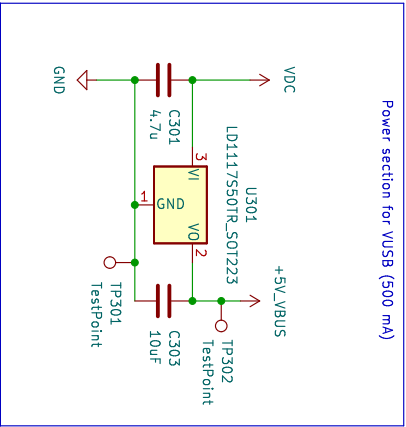 Power section for VUSB (500 mA)
VDC
+5V_VBUS
U301
LD1117S50TR_SOT223
3
VI
VO
2
1
GND
C301
4.7u
C303
10uF
TP302
TestPoint
TP301
TestPoint
GND